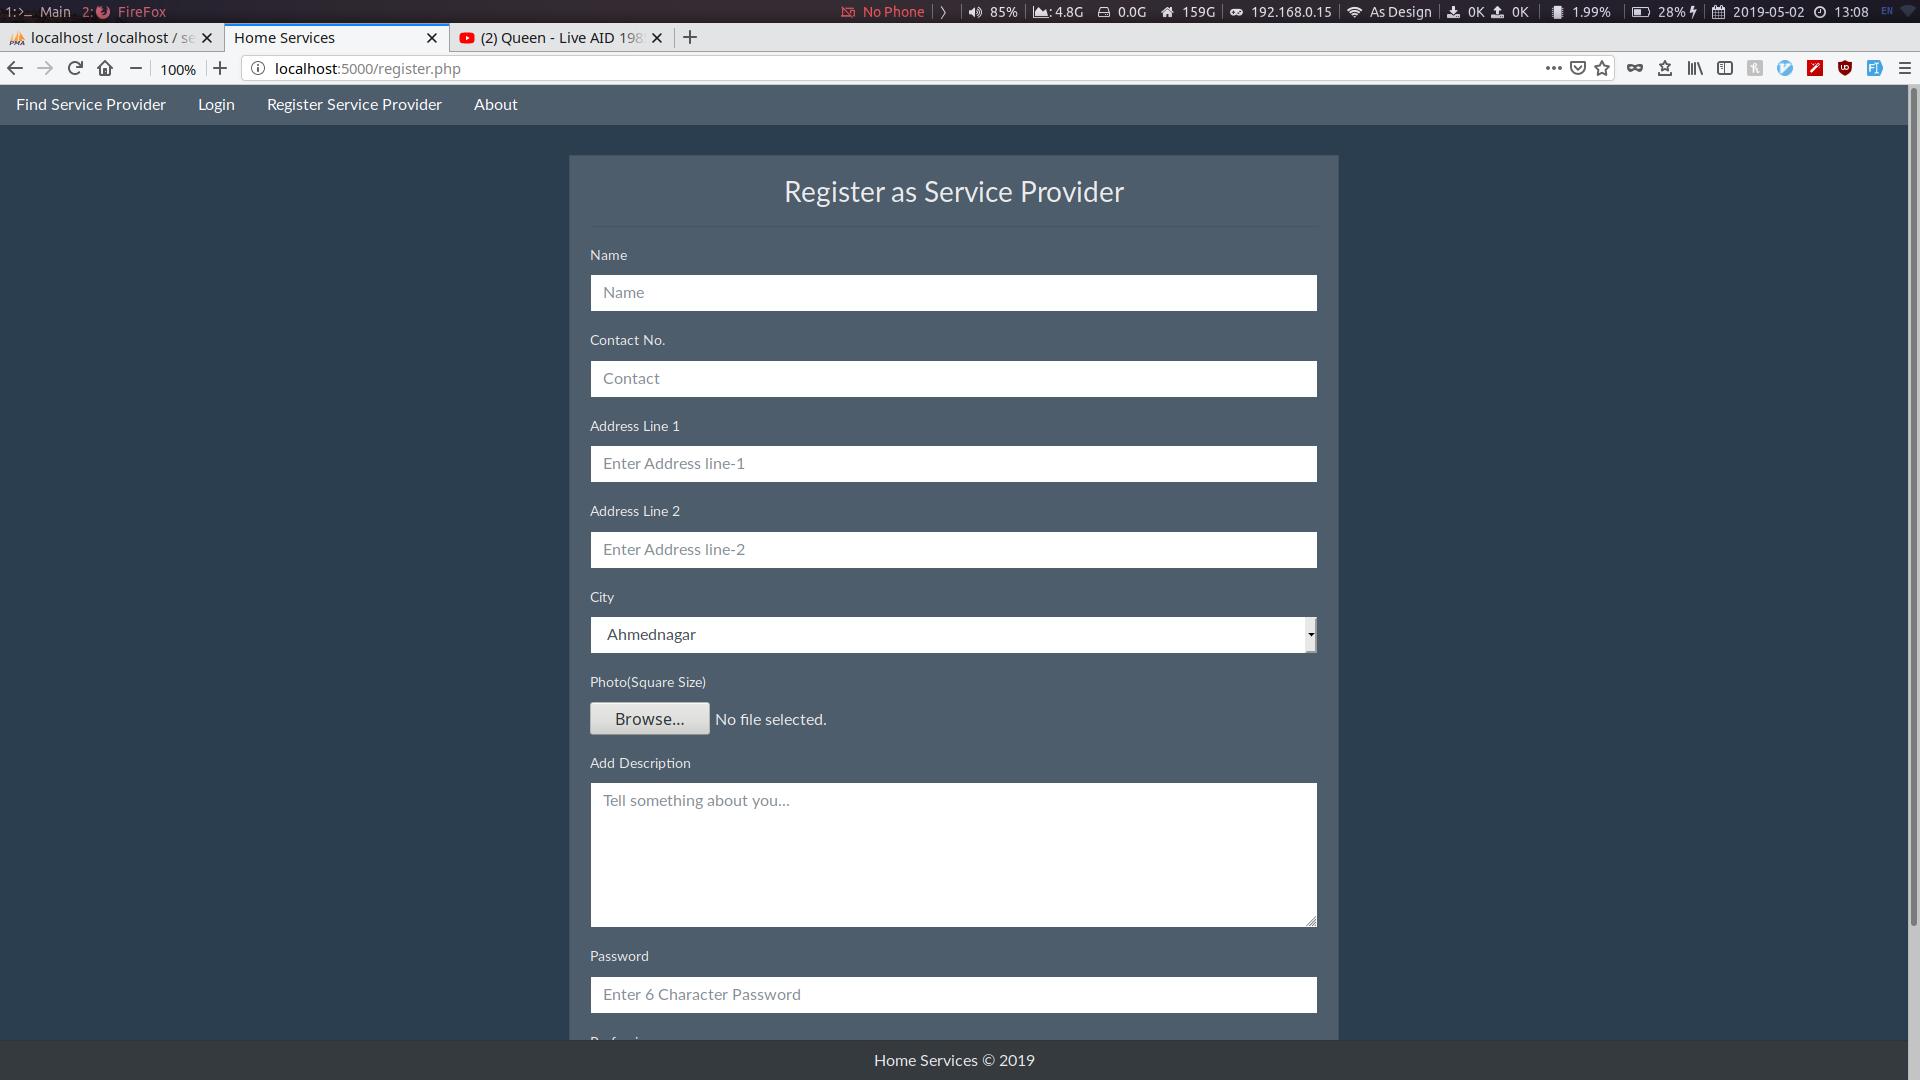 1: Main 2: FireFox No Phone 85% : 4.8G 0.0G 159G 192.168.0.15 As Design 0K 0K 1.99% 28% 2019-05-02 13:08 EN
localhost / localhost / se Home Services (2) Queen - Live AID 198
100% localhost:5000/register.php
Find Service Provider Login Register Service Provider About
Register as Service Provider
Name
Name
Contact No.
Contact
Address Line 1
Enter Address line-1
Address Line 2
Enter Address line-2
City
Ahmednagar
Photo(Square Size)
Browse... No file selected.
Add Description
Tell something about you...
Password
Enter 6 Character Password
Home Services © 2019